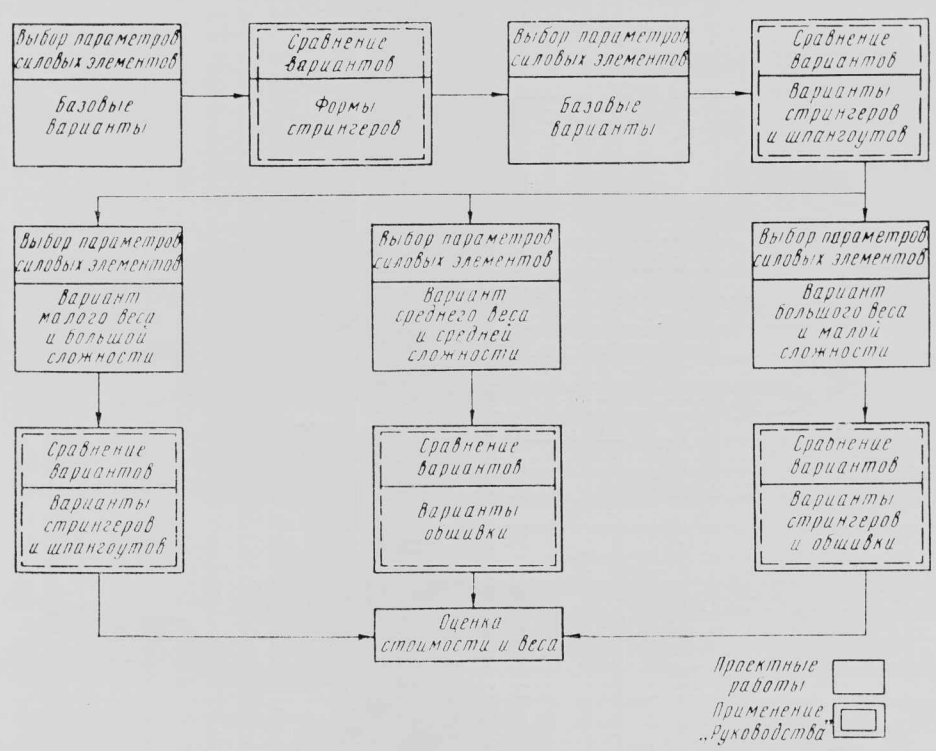 Выбор параметров
силовых элементов
Базовые
варианты
Сравнение
вариантов
Формы
стрингеров
Выбор параметров
силовых элементов
Базовые
варианты
Сравнение
вариантов
Варианты
стрингеров
и шпангоутов
Выбор параметров
силовых элементов
Вариант
малого веса
и большой
сложности
Выбор параметров
силовых элементов
Вариант
среднего веса
и средней
сложности
Выбор параметров
силовых элементов
Вариант
большого веса
и малой
сложности
Сравнение
вариантов
Варианты
стрингеров
и шпангоутов
Сравнение
вариантов
Варианты
обшивки
Сравнение
вариантов
Варианты
стрингеров
и обшивки
Оценка
стоимости и веса
Проектные
работы
Применение
„Руководства"